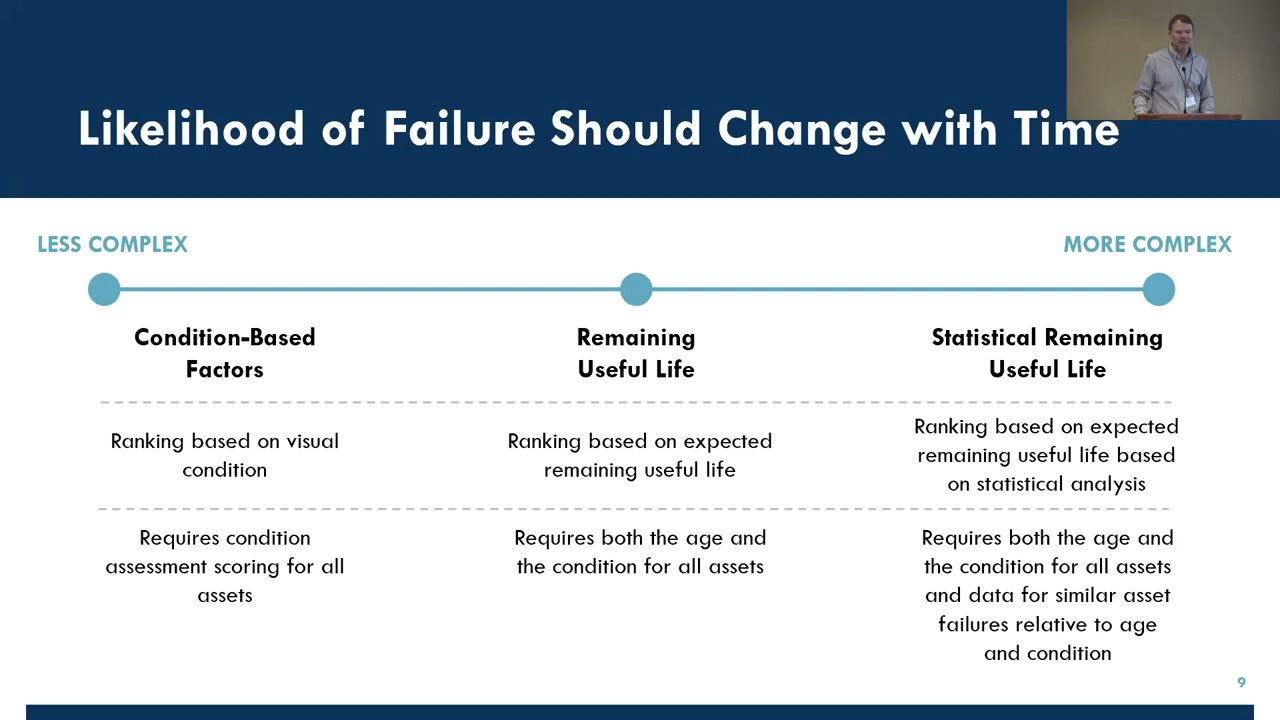 Likelihood of Failure Should Change with Time
LESS COMPLEX
MORE COMPLEX
Condition-Based
Factors
Remaining
Useful Life
Statistical Remaining
Useful Life
Ranking based on visual
condition
Ranking based on expected
remaining useful life
Ranking based on expected
remaining useful life based
on statistical analysis
Requires condition
assessment scoring for all
assets
Requires both the age and
the condition for all assets
Requires both the age and
the condition for all assets
and data for similar asset
failures relative to age
and condition
9